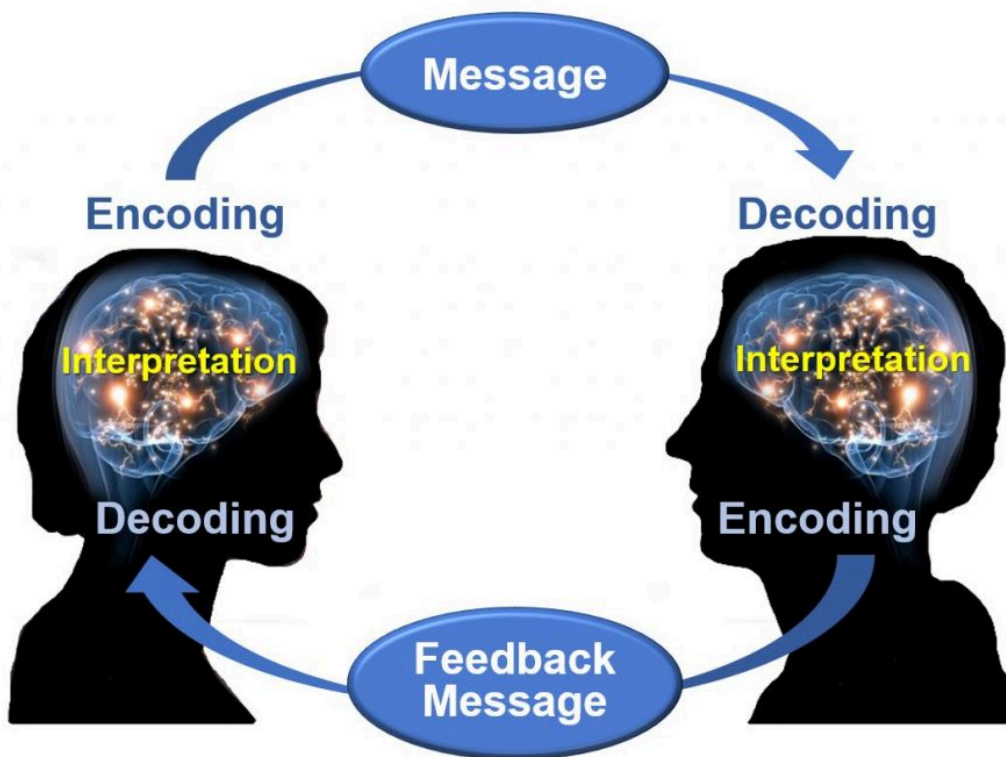 Message
Encoding
Decoding
Interpretation
Interpretation
Decoding
Encoding
Feedback
Message